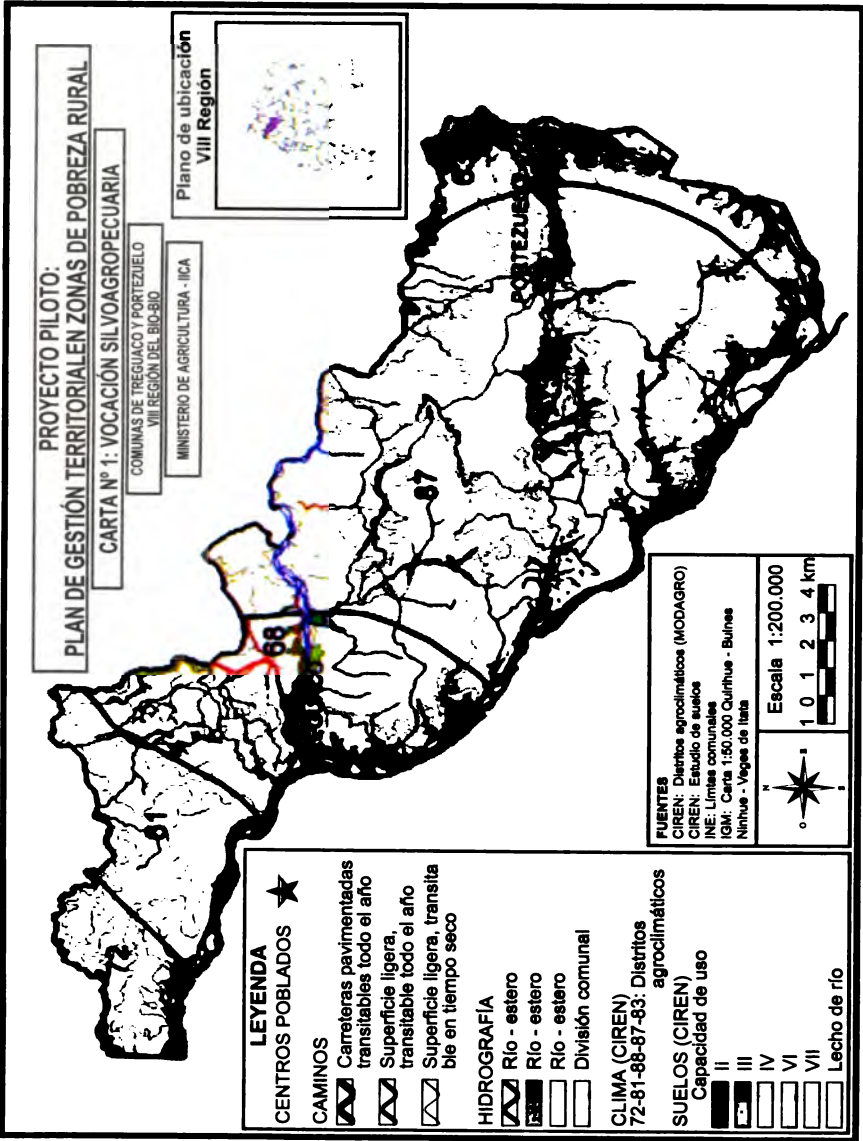 PROYECTO PILOTO:
PLAN DE GESTIÓN TERRITORIAL EN ZONAS DE POBREZA RURAL
CARTA Nº 1: VOCACIÓN SILVOAGROPECUARIA
COMUNAS DE TREGUACO Y PORTEZUELO
VIII REGIÓN DEL BIO-BIO
MINISTERIO DE AGRICULTURA - IICA
Plano de ubicación
VIII Región
PORTEZUELO
87
68
LEYENDA
CENTROS POBLADOS
CAMINOS
Carreteras pavimentadas
transitables todo el año
Superficie ligera,
transitable todo el año
Superficie ligera, transita
ble en tiempo seco
HIDROGRAFÍA
Río - estero
Río - estero
Río - estero
División comunal
CLIMA (CIREN)
72-81-88-87-83: Distritos
agroclimáticos
SUELOS (CIREN)
Capacidad de uso
Ii
III
IV
VI
VII
Lecho de río
FUENTES
CIREN: Distritos agroclimáticos (MODAGRO)
CIREN: Estudio de suelos
INE: Límites comunales
IGM: Carta 1:50.000 Quirihue - Bulnes
Ninhue - Vegas de Itata
N
O
S
Escala 1:200.000
1 0 1 2 3 4 km